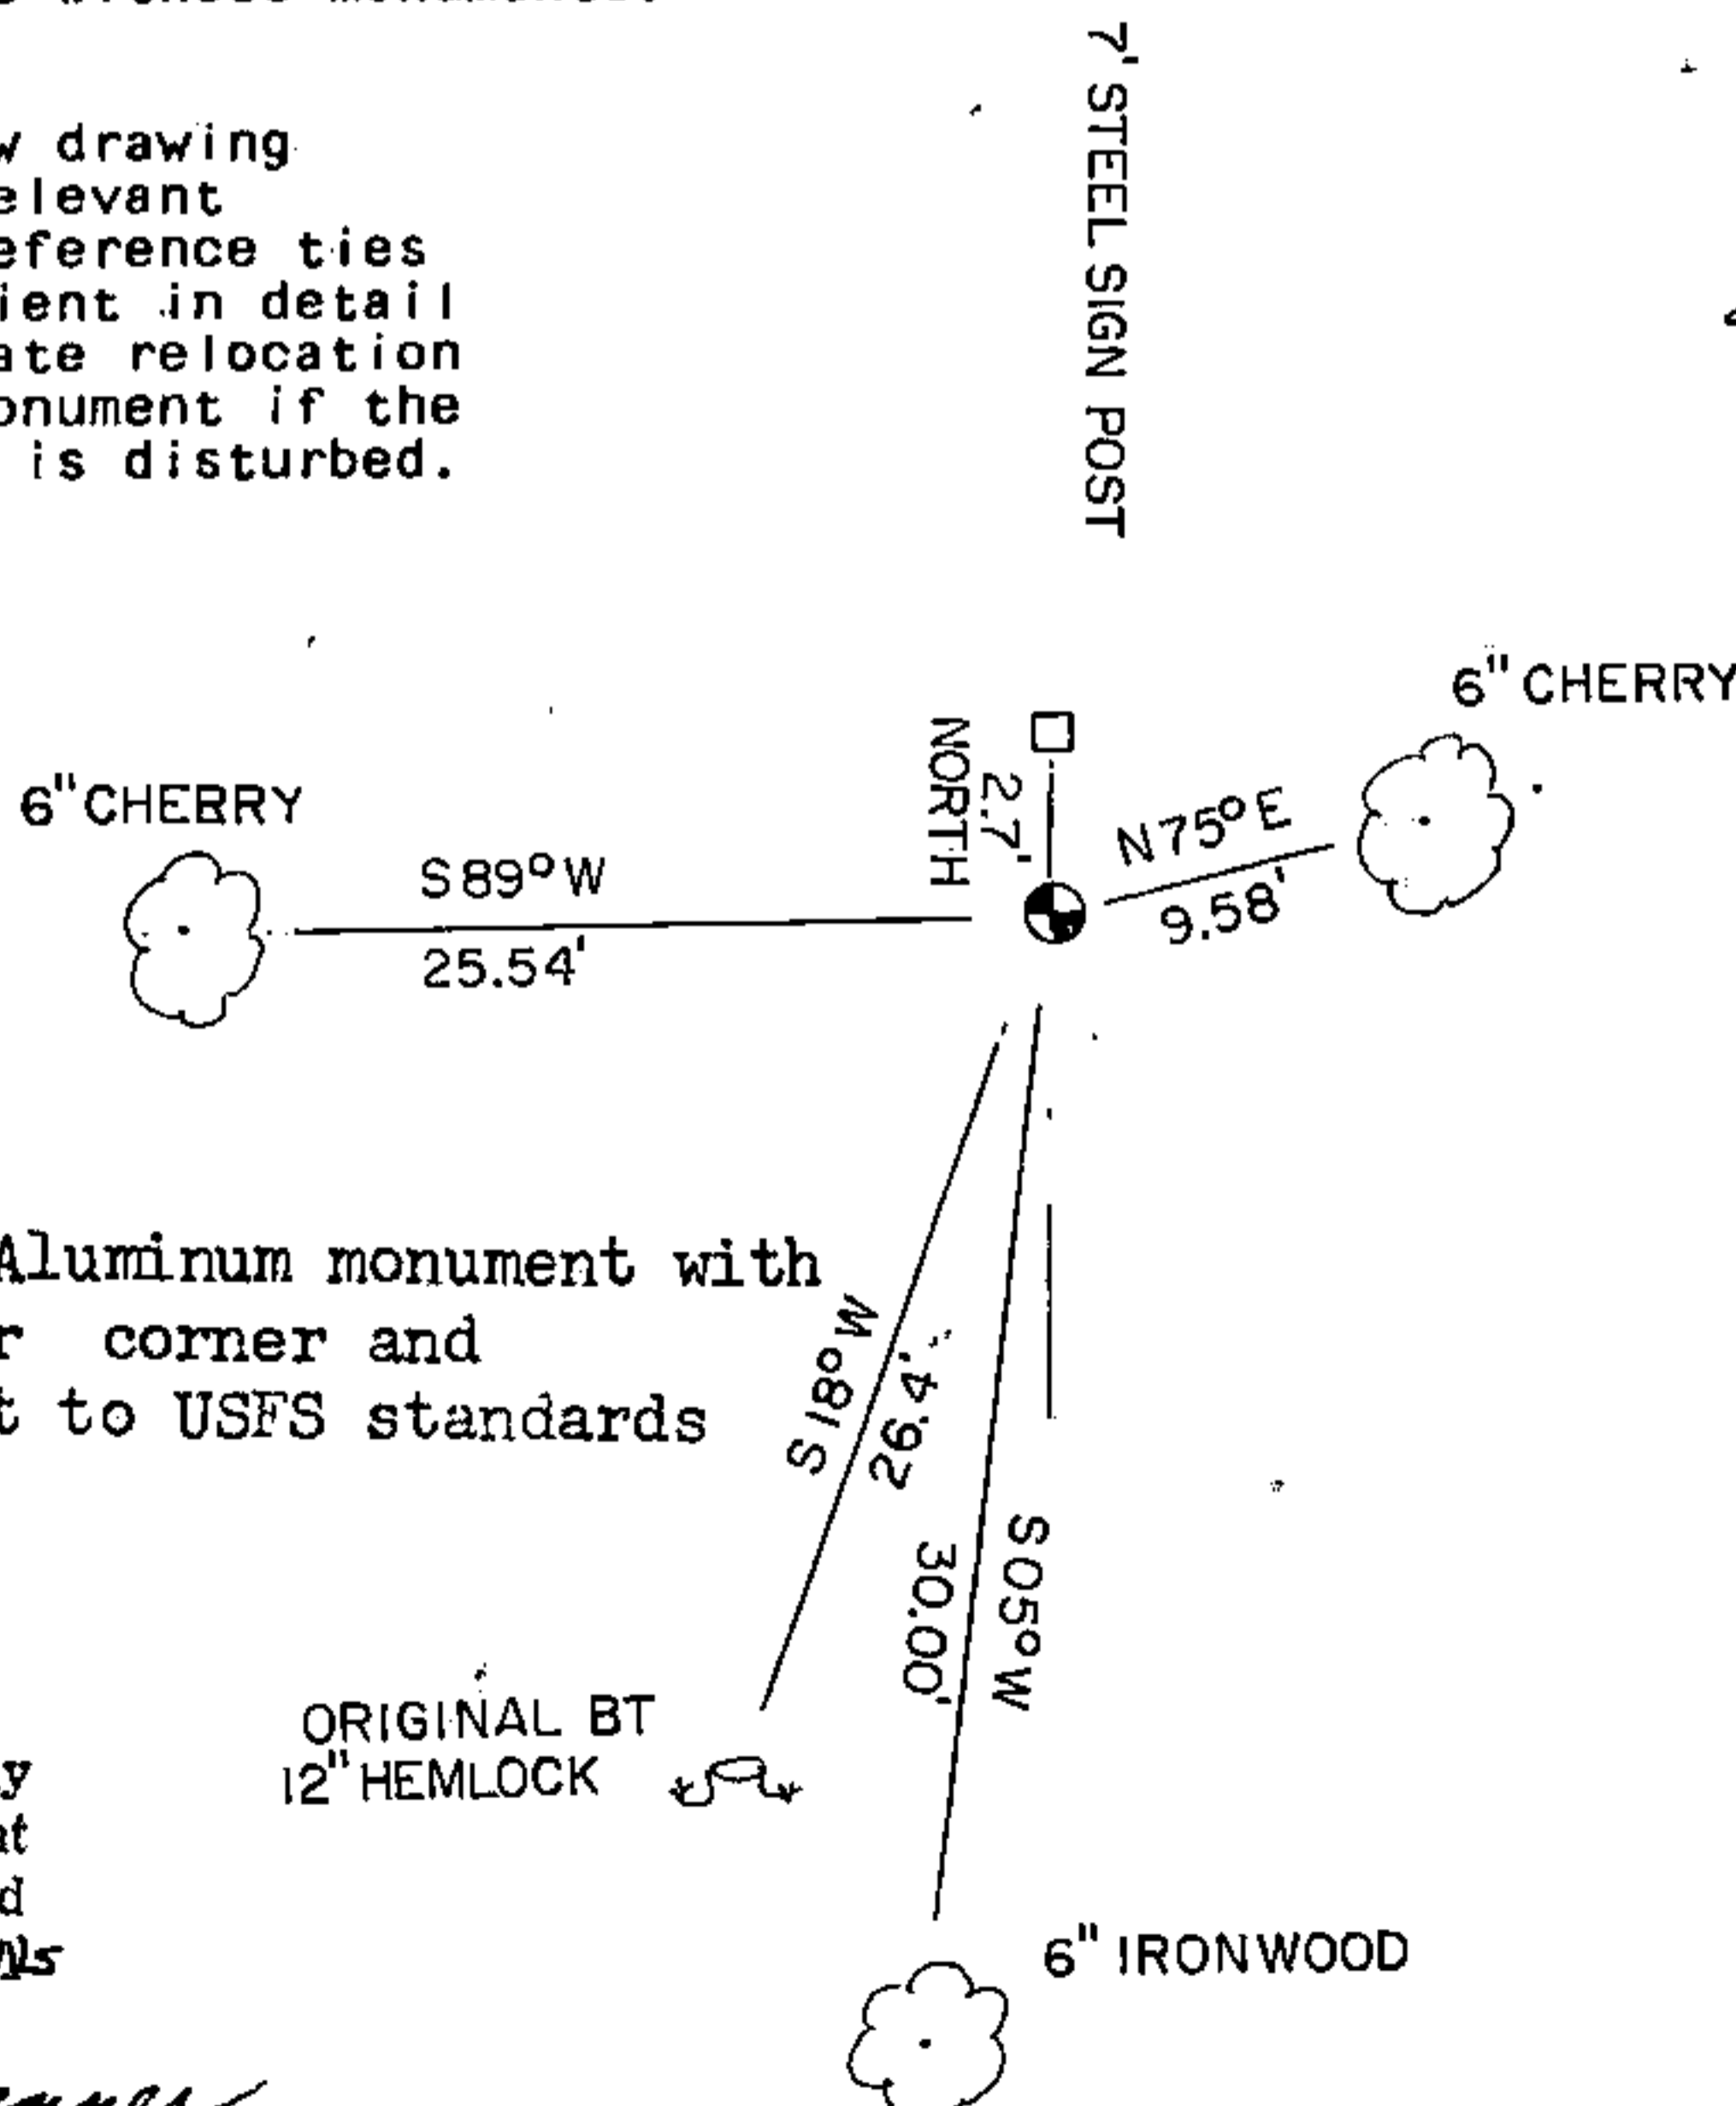 w drawing
elevant
eference ties
ient in detail
ate relocation
onument if the
is disturbed.
7' STEEL SIGN POST
6" CHERRY
NORTH
2.7'
6" CHERRY
N75°E
9.58'
S89°W
25.54'
Aluminum monument with
r corner and
t to USFS standards
S18°W
26.4'
S05°W
30.00'
ORIGINAL BT
12" HEMLOCK
y
nt
d
6" IRONWOOD